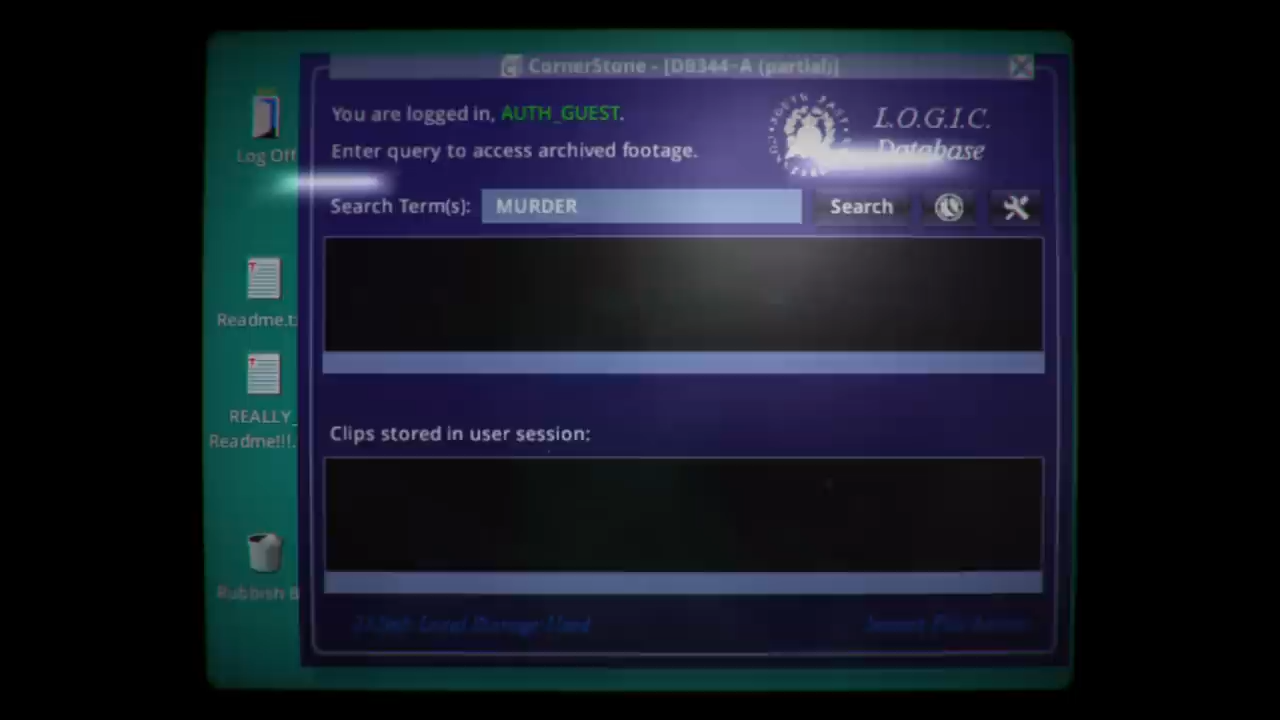 CornerStone - [DB344-A (partial)]
Log Off
You are logged in, AUTH_GUEST.
Enter query to access archived footage.
L.O.G.I.C.
Database
Search Term(s): MURDER Search
Readme.t
REALLY_
Readme!!!.
Clips stored in user session:
Rubbish B